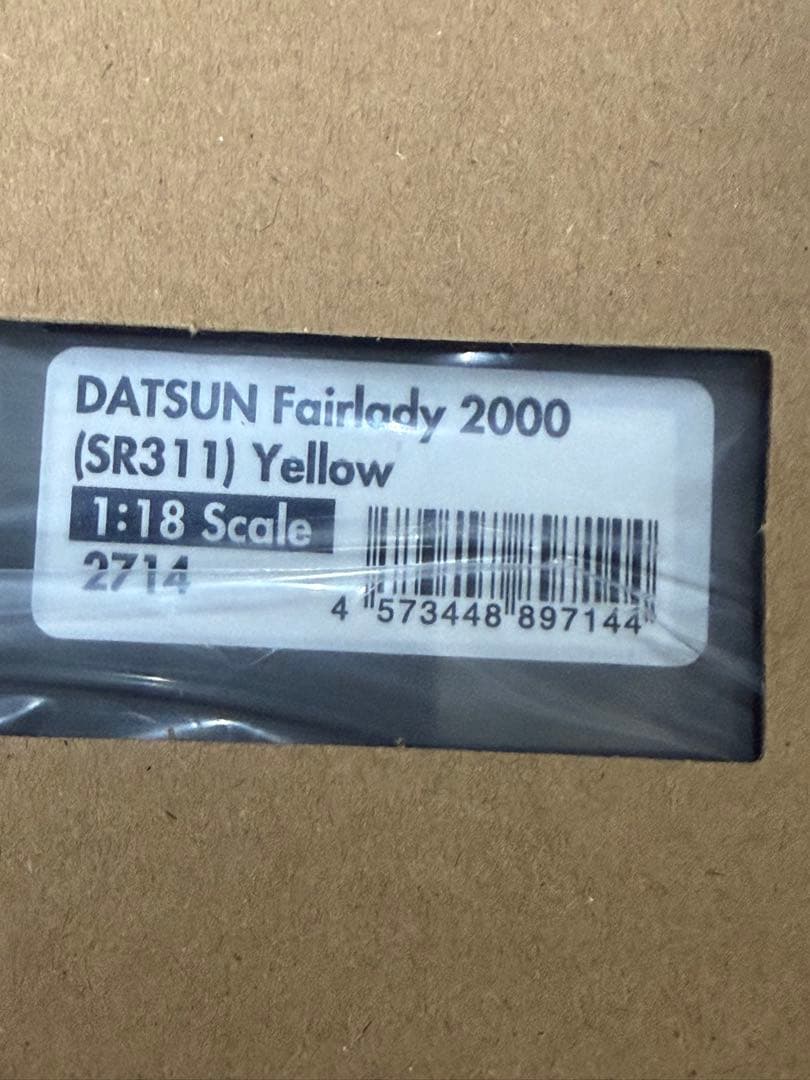 DATSUN Fairlady 2000
(SR311) Yellow
1:18 Scale
2714
4 573448 897144